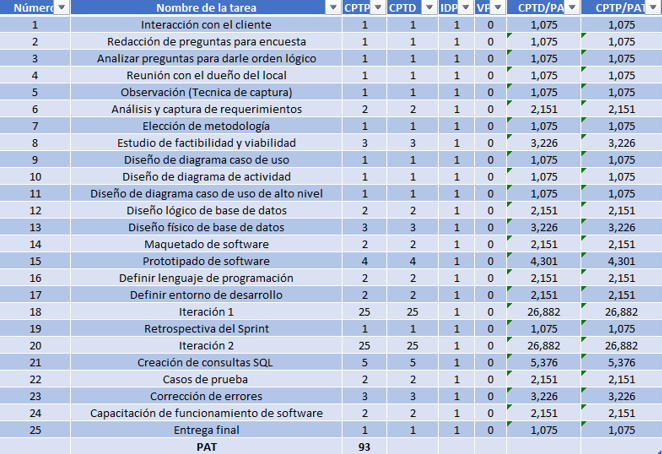 Número Nombre de la tarea CPTP CPTD IDP VP CPTD/PA CPTP/PAT
1 Interacción con el cliente 1 1 1 0 1,075 1,075
2 Redacción de preguntas para encuesta 1 1 1 0 1,075 1,075
3 Analizar preguntas para darle orden lógico 1 1 1 0 1,075 1,075
4 Reunión con el dueño del local 1 1 1 0 1,075 1,075
5 Observación (Tecnica de captura) 1 1 1 0 1,075 1,075
6 Análisis y captura de requerimientos 2 2 1 0 2,151 2,151
7 Elección de metodología 1 1 1 0 1,075 1,075
8 Estudio de factibilidad y viabilidad 3 3 1 0 3,226 3,226
9 Diseño de diagrama caso de uso 1 1 1 0 1,075 1,075
10 Diseño de diagrama de actividad 1 1 1 0 1,075 1,075
11 Diseño de diagrama caso de uso de alto nivel 1 1 1 0 1,075 1,075
12 Diseño lógico de base de datos 2 2 1 0 2,151 2,151
13 Diseño físico de base de datos 3 3 1 0 3,226 3,226
14 Maquetado de software 2 2 1 0 2,151 2,151
15 Prototipado de software 4 4 1 0 4,301 4,301
16 Definir lenguaje de programación 2 2 1 0 2,151 2,151
17 Definir entorno de desarrollo 2 2 1 0 2,151 2,151
18 Iteración 1 25 25 1 0 26,882 26,882
19 Retrospectiva del Sprint 1 1 1 0 1,075 1,075
20 Iteración 2 25 25 1 0 26,882 26,882
21 Creación de consultas SQL 5 5 1 0 5,376 5,376
22 Casos de prueba 2 2 1 0 2,151 2,151
23 Corrección de errores 3 3 1 0 3,226 3,226
24 Capacitación de funcionamiento de software 2 2 1 0 2,151 2,151
25 Entrega final 1 1 1 0 1,075 1,075
PAT 93